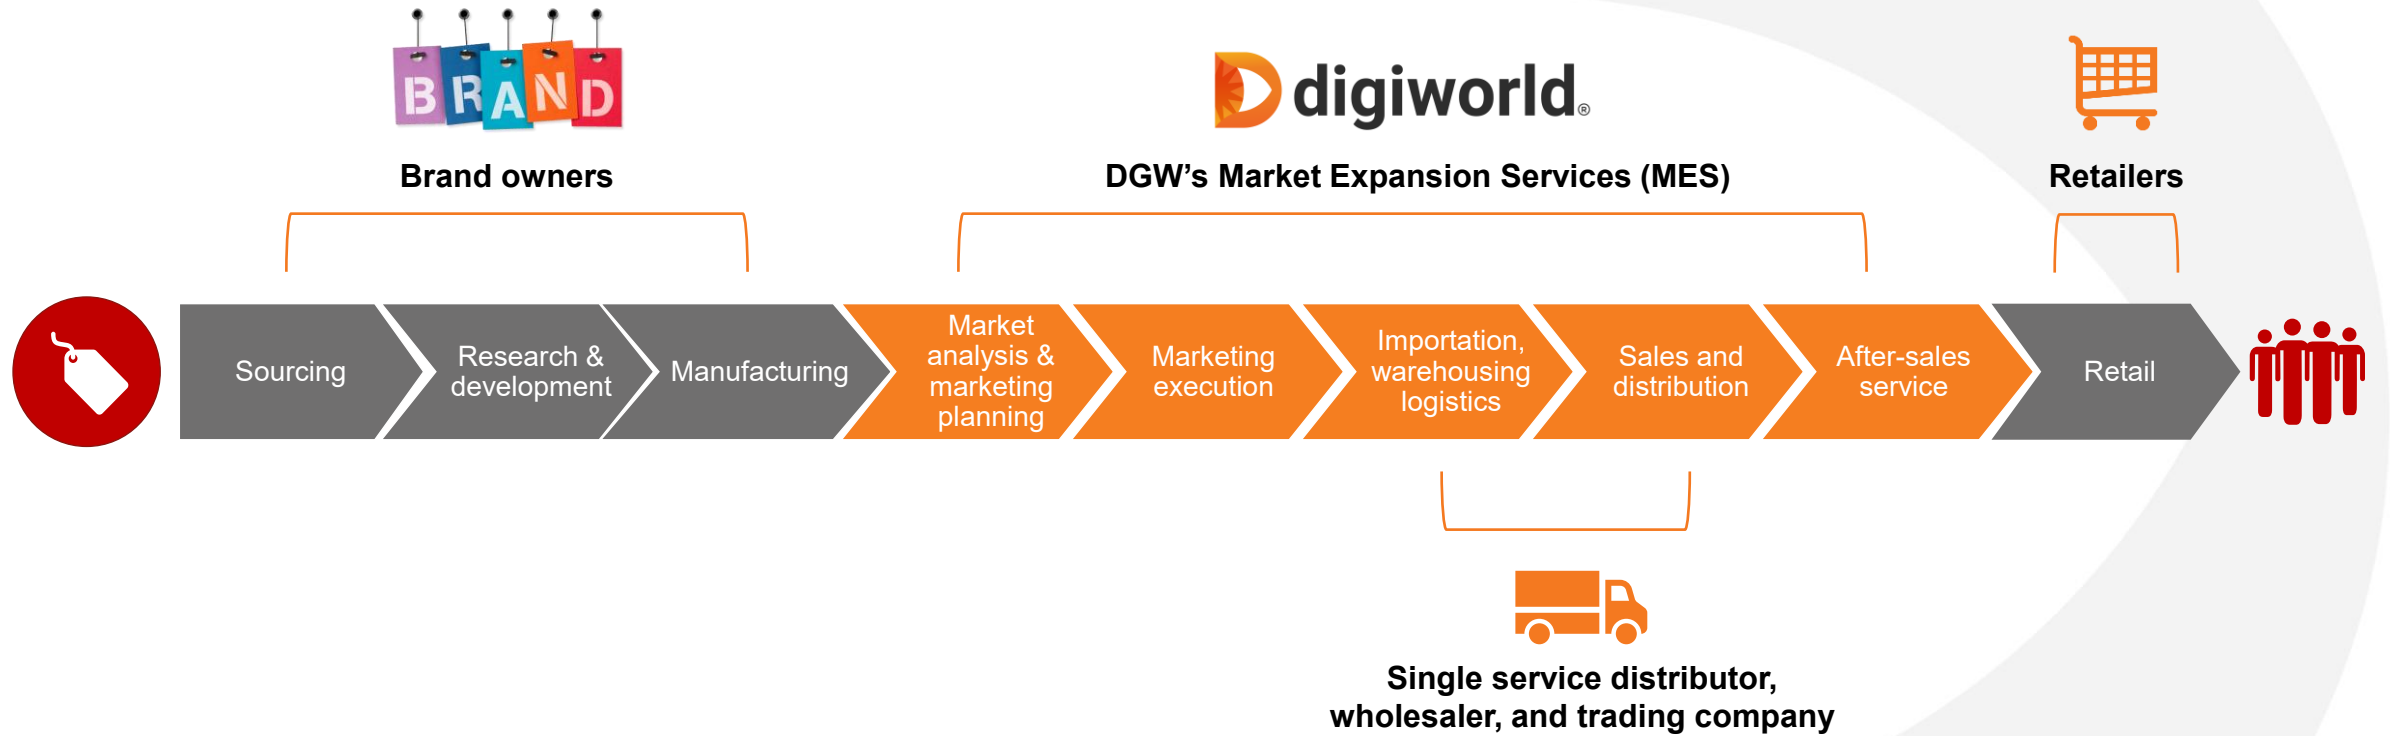 BRAND
digiworld®
Brand owners
DGW’s Market Expansion Services (MES)
Retailers
Sourcing
Research &
development
Manufacturing
Market
analysis &
marketing
planning
Marketing
execution
Importation,
warehousing
logistics
Sales and
distribution
After-sales
service
Retail
Single service distributor,
wholesaler, and trading company